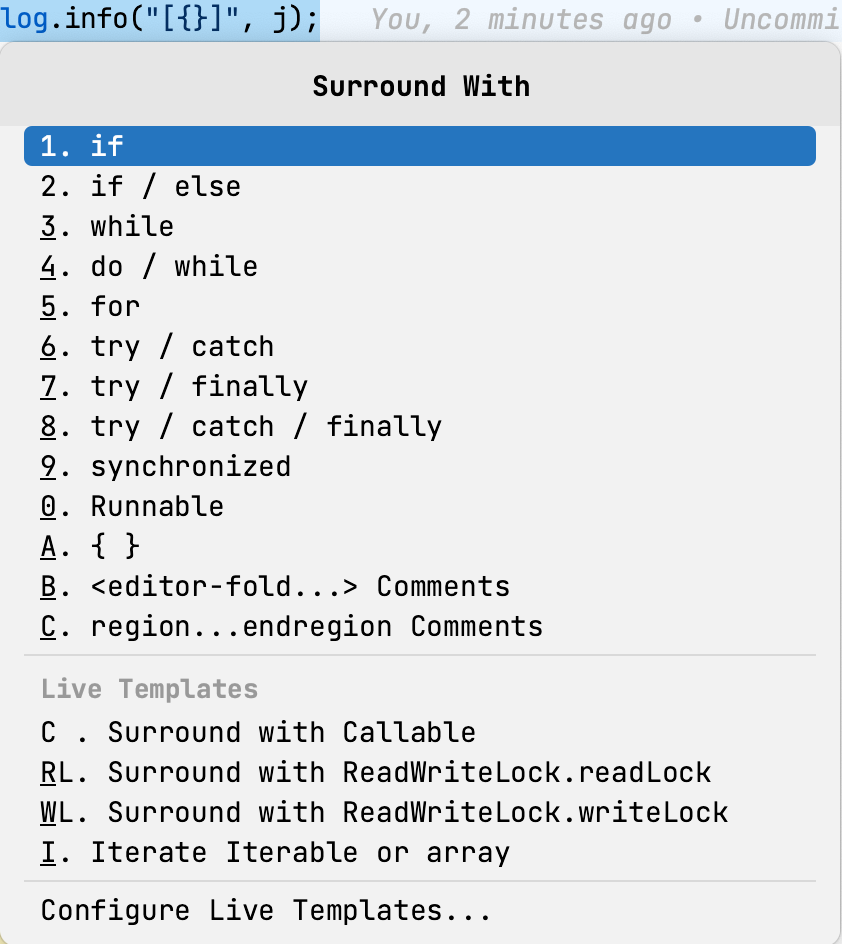 log.info("[{}]", j);    You, 2 minutes ago • Uncommi
Surround With
1. if
2. if / else
3. while
4. do / while
5. for
6. try / catch
7. try / finally
8. try / catch / finally
9. synchronized
0. Runnable
A. { }
B. <editor-fold...> Comments
C. region...endregion Comments
Live Templates
C . Surround with Callable
RL. Surround with ReadWriteLock.readLock
WL. Surround with ReadWriteLock.writeLock
I. Iterate Iterable or array
Configure Live Templates...